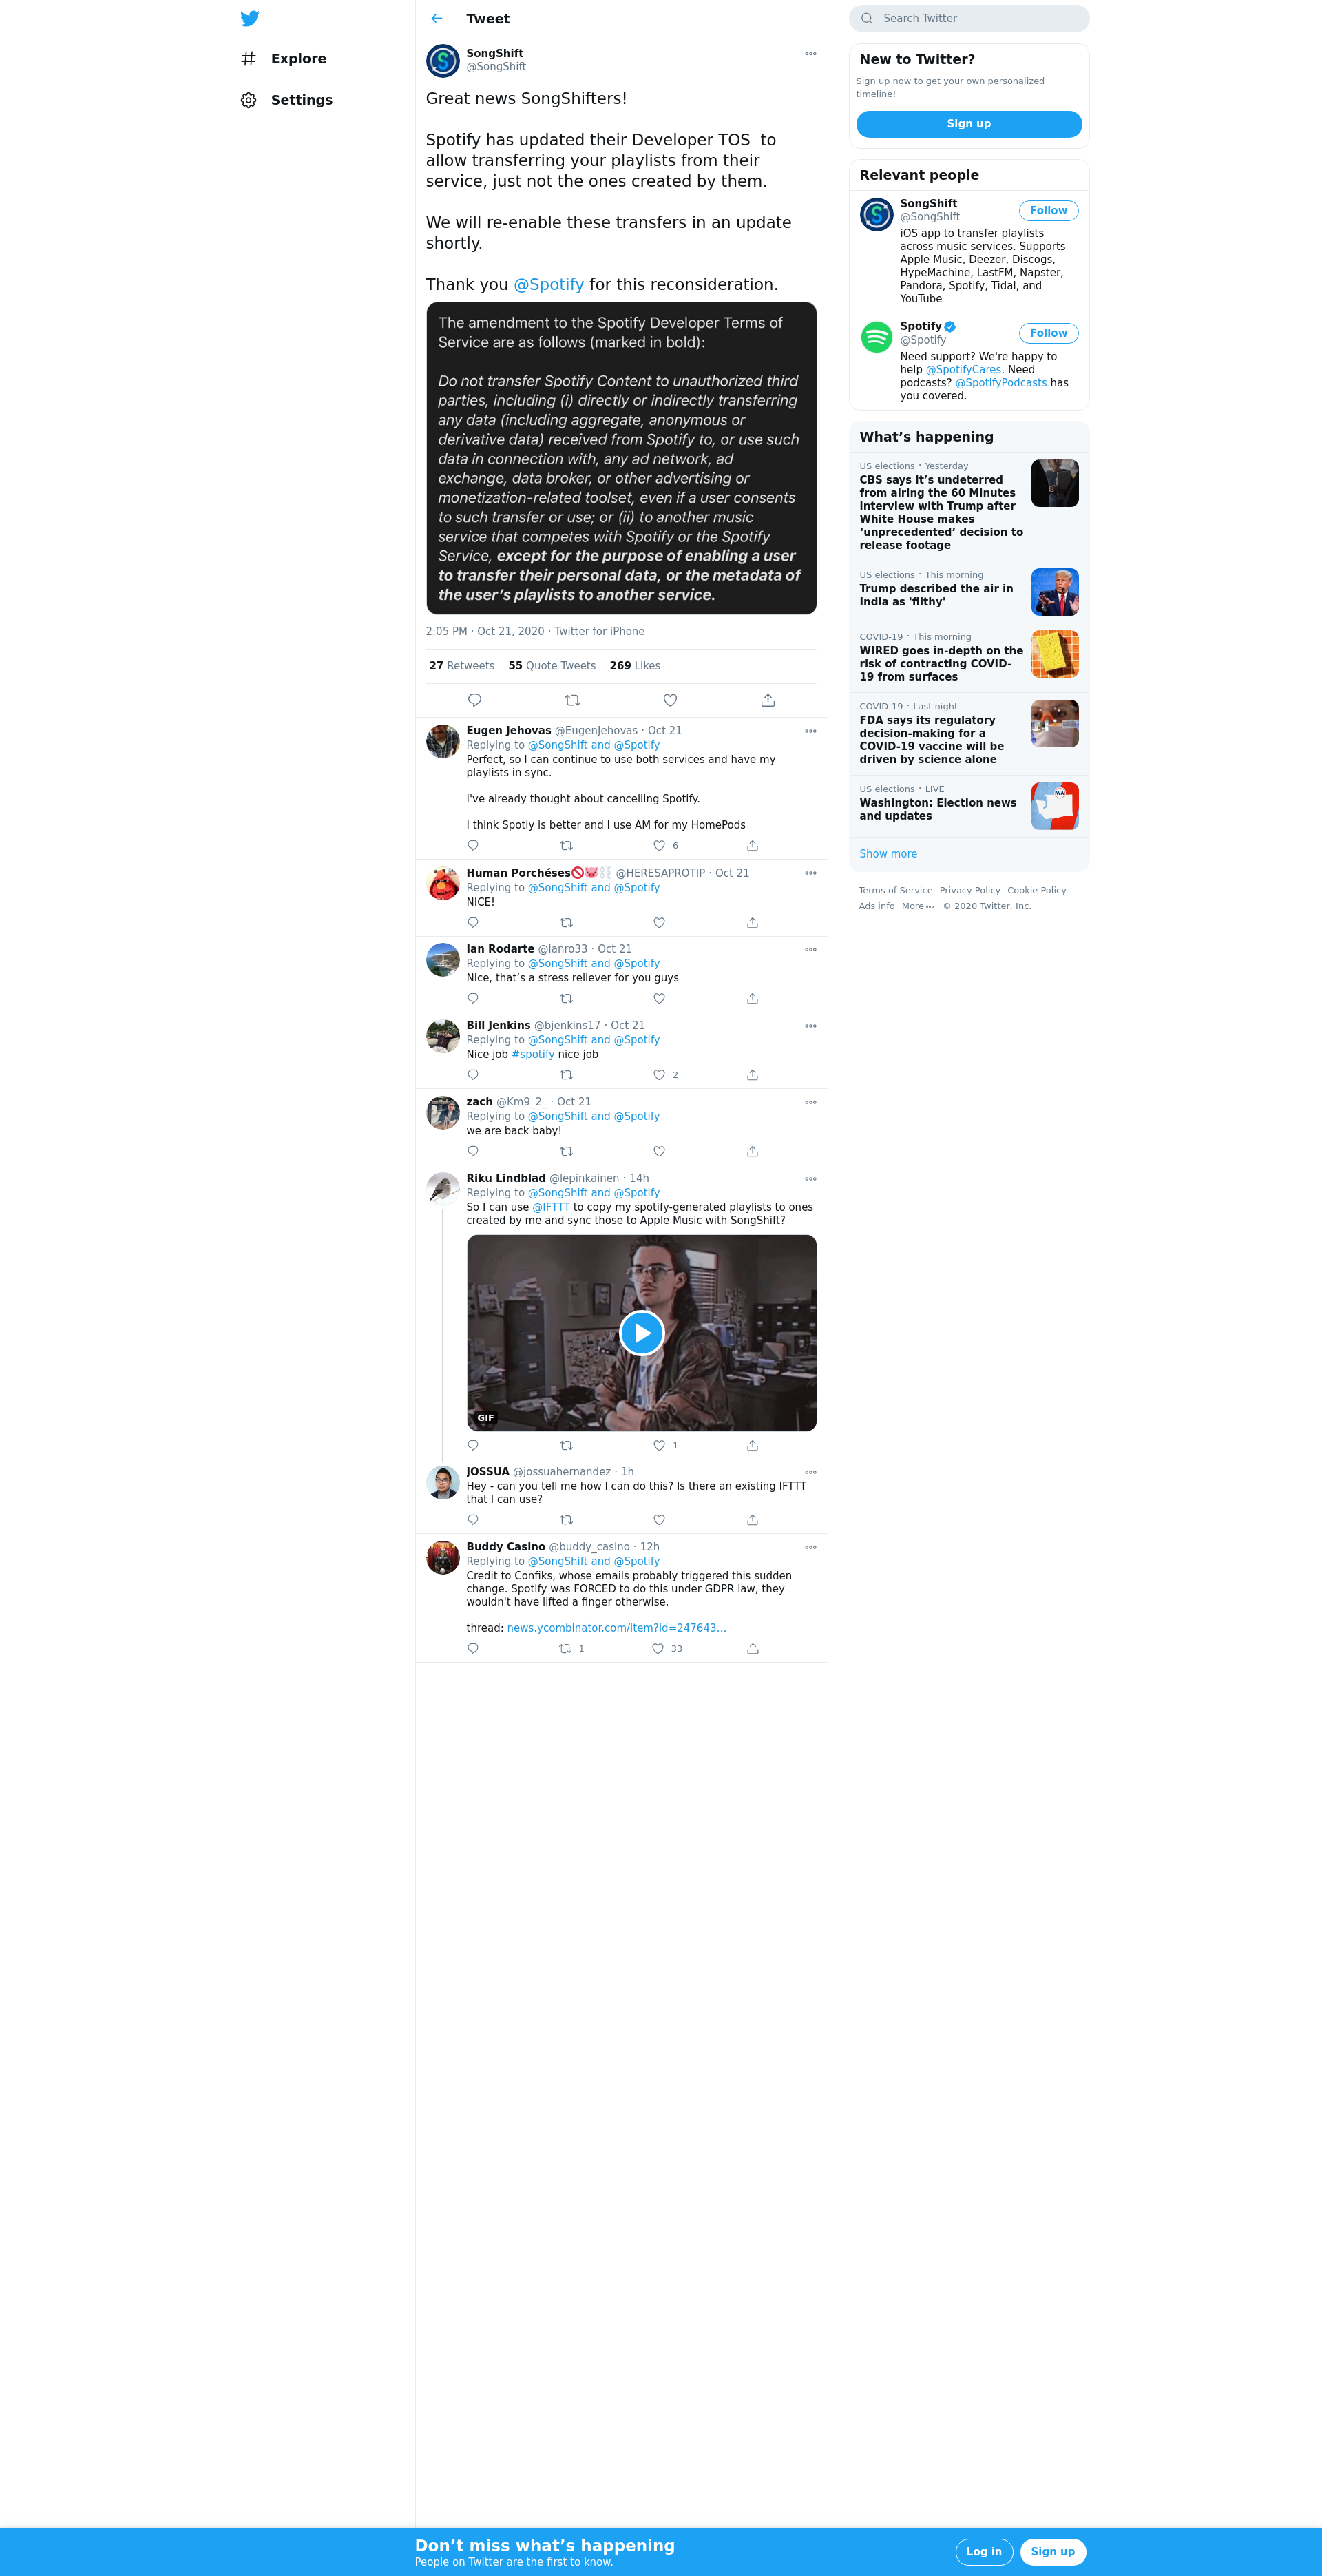 Explore
Settings
Tweet
SongShift
@SongShift
Great news SongShifters!
Spotify has updated their Developer TOS  to
allow transferring your playlists from their
service, just not the ones created by them.
We will re-enable these transfers in an update
shortly.
Thank you @Spotify for this reconsideration.
The amendment to the Spotify Developer Terms of
Service are as follows (marked in bold):
Do not transfer Spotify Content to unauthorized third
parties, including (i) directly or indirectly transferring
any data (including aggregate, anonymous or
derivative data) received from Spotify to, or use such
data in connection with, any ad network, ad
exchange, data broker, or other advertising or
monetization-related toolset, even if a user consents
to such transfer or use; or (ii) to another music
service that competes with Spotify or the Spotify
Service, except for the purpose of enabling a user
to transfer their personal data, or the metadata of
the user's playlists to another service.
2:05 PM · Oct 21, 2020 · Twitter for iPhone
27 Retweets 55 Quote Tweets 269 Likes
Eugen Jehovas @EugenJehovas · Oct 21
Replying to @SongShift and @Spotify
Perfect, so I can continue to use both services and have my
playlists in sync.
I've already thought about cancelling Spotify.
I think Spotiy is better and I use AM for my HomePods
6
Human Porchéses🚫🐷⛓ @HERESAPROTIP · Oct 21
Replying to @SongShift and @Spotify
NICE!
Ian Rodarte @ianro33 · Oct 21
Replying to @SongShift and @Spotify
Nice, that’s a stress reliever for you guys
Bill Jenkins @bjenkins17 · Oct 21
Replying to @SongShift and @Spotify
Nice job #spotify nice job
2
zach @Km9_2_ · Oct 21
Replying to @SongShift and @Spotify
we are back baby!
Riku Lindblad @lepinkainen · 14h
Replying to @SongShift and @Spotify
So I can use @IFTTT to copy my spotify-generated playlists to ones
created by me and sync those to Apple Music with SongShift?
GIF
1
JOSSUA @jossuahernandez · 1h
Hey - can you tell me how I can do this? Is there an existing IFTTT
that I can use?
Buddy Casino @buddy_casino · 12h
Replying to @SongShift and @Spotify
Credit to Confiks, whose emails probably triggered this sudden
change. Spotify was FORCED to do this under GDPR law, they
wouldn't have lifted a finger otherwise.
thread: news.ycombinator.com/item?id=247643…
1 33
Search Twitter
New to Twitter?
Sign up now to get your own personalized
timeline!
Sign up
Relevant people
SongShift
@SongShift
Follow
iOS app to transfer playlists
across music services. Supports
Apple Music, Deezer, Discogs,
HypeMachine, LastFM, Napster,
Pandora, Spotify, Tidal, and
YouTube
Spotify
@Spotify
Follow
Need support? We're happy to
help @SpotifyCares. Need
podcasts? @SpotifyPodcasts has
you covered.
What’s happening
US elections · Yesterday
CBS says it’s undeterred
from airing the 60 Minutes
interview with Trump after
White House makes
‘unprecedented’ decision to
release footage
US elections · This morning
Trump described the air in
India as 'filthy'
COVID-19 · This morning
WIRED goes in-depth on the
risk of contracting COVID-
19 from surfaces
COVID-19 · Last night
FDA says its regulatory
decision-making for a
COVID-19 vaccine will be
driven by science alone
US elections · LIVE
Washington: Election news
and updates
WA
Show more
Terms of Service Privacy Policy Cookie Policy
Ads info More © 2020 Twitter, Inc.
Don’t miss what’s happening
People on Twitter are the first to know.
Log in
Sign up